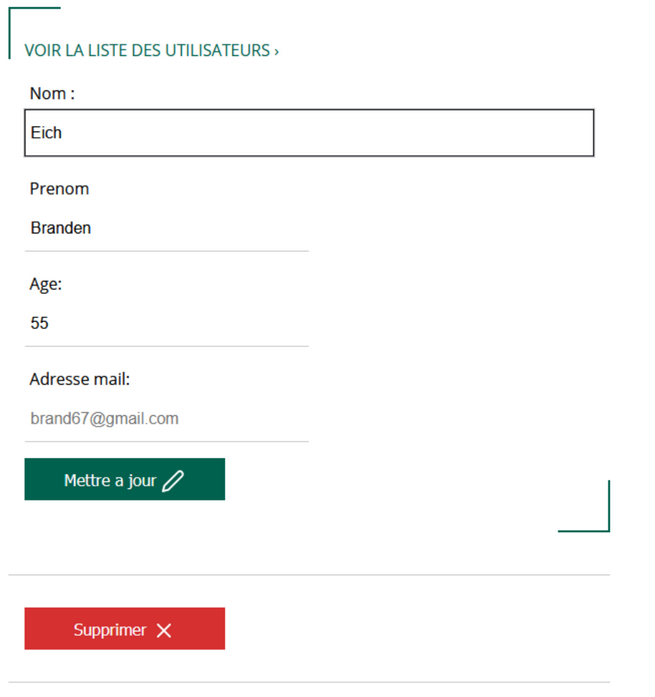 VOIR LA LISTE DES UTILISATEURS ›
Nom :
Eich
Prenom
Branden
Age:
55
Adresse mail:
brand67@gmail.com
Mettre a jour
Supprimer